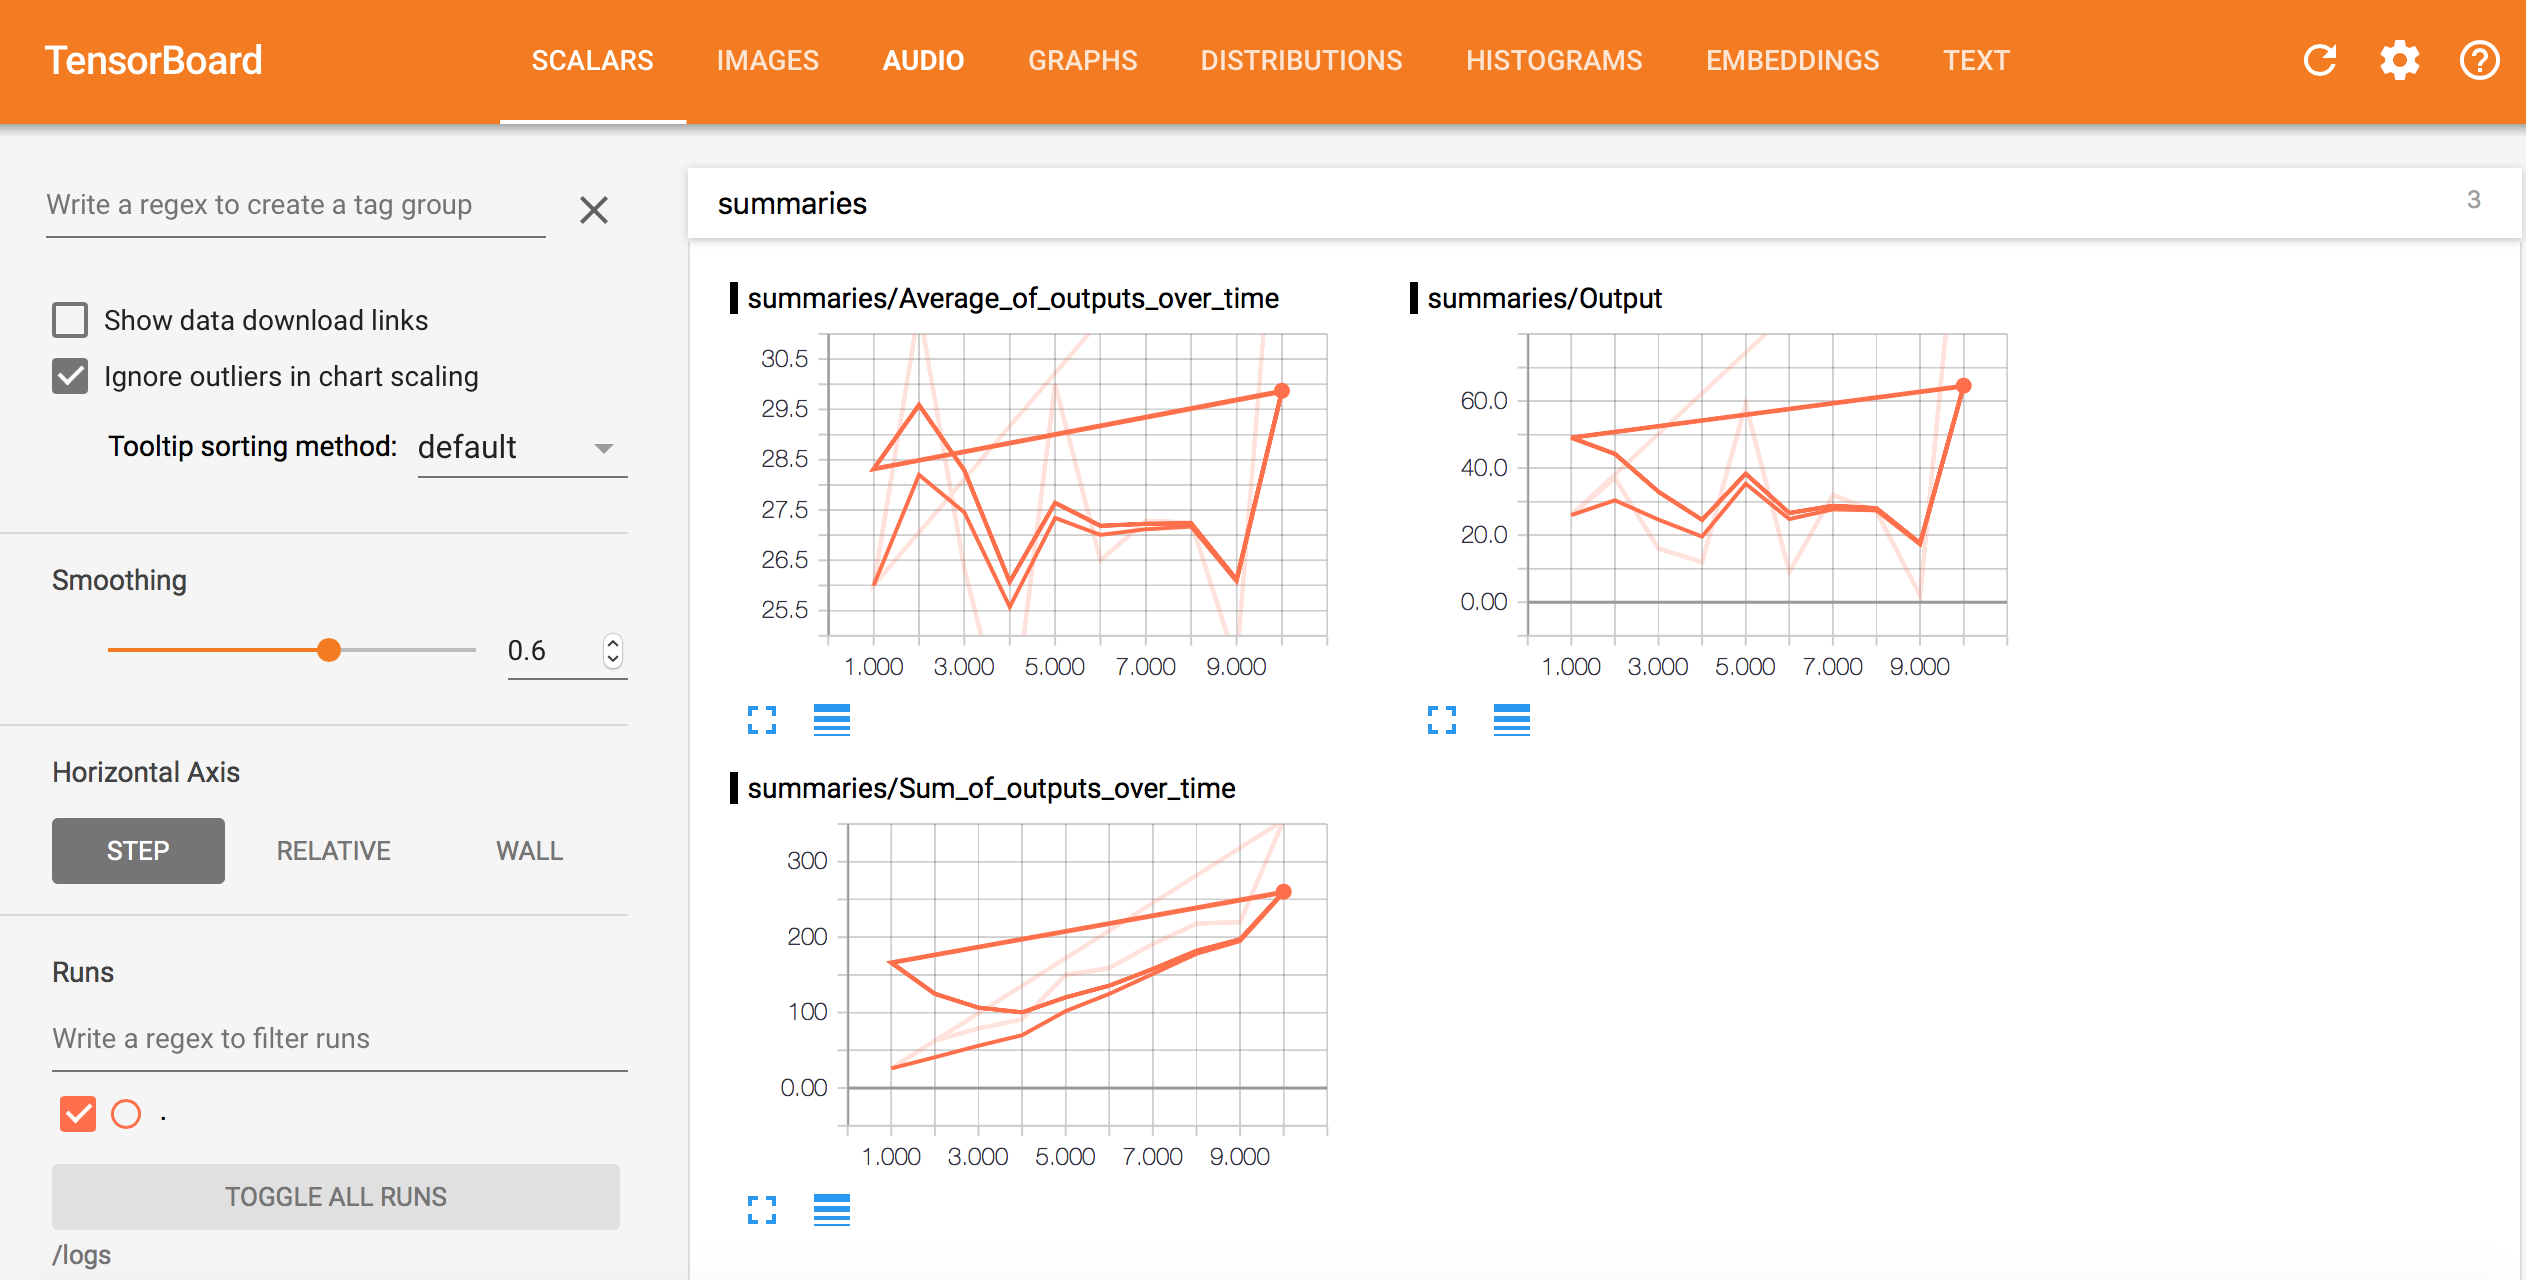 TensorBoard SCALARS IMAGES AUDIO GRAPHS DISTRIBUTIONS HISTOGRAMS EMBEDDINGS TEXT
Write a regex to create a tag group
Show data download links
Ignore outliers in chart scaling
Tooltip sorting method: default
Smoothing
0.6
Horizontal Axis
STEP RELATIVE WALL
Runs
Write a regex to filter runs
.
TOGGLE ALL RUNS
/logs
summaries 3
summaries/Average_of_outputs_over_time
30.5
29.5
28.5
27.5
26.5
25.5
1.000 3.000 5.000 7.000 9.000
summaries/Output
60.0
40.0
20.0
0.00
1.000 3.000 5.000 7.000 9.000
summaries/Sum_of_outputs_over_time
300
200
100
0.00
1.000 3.000 5.000 7.000 9.000